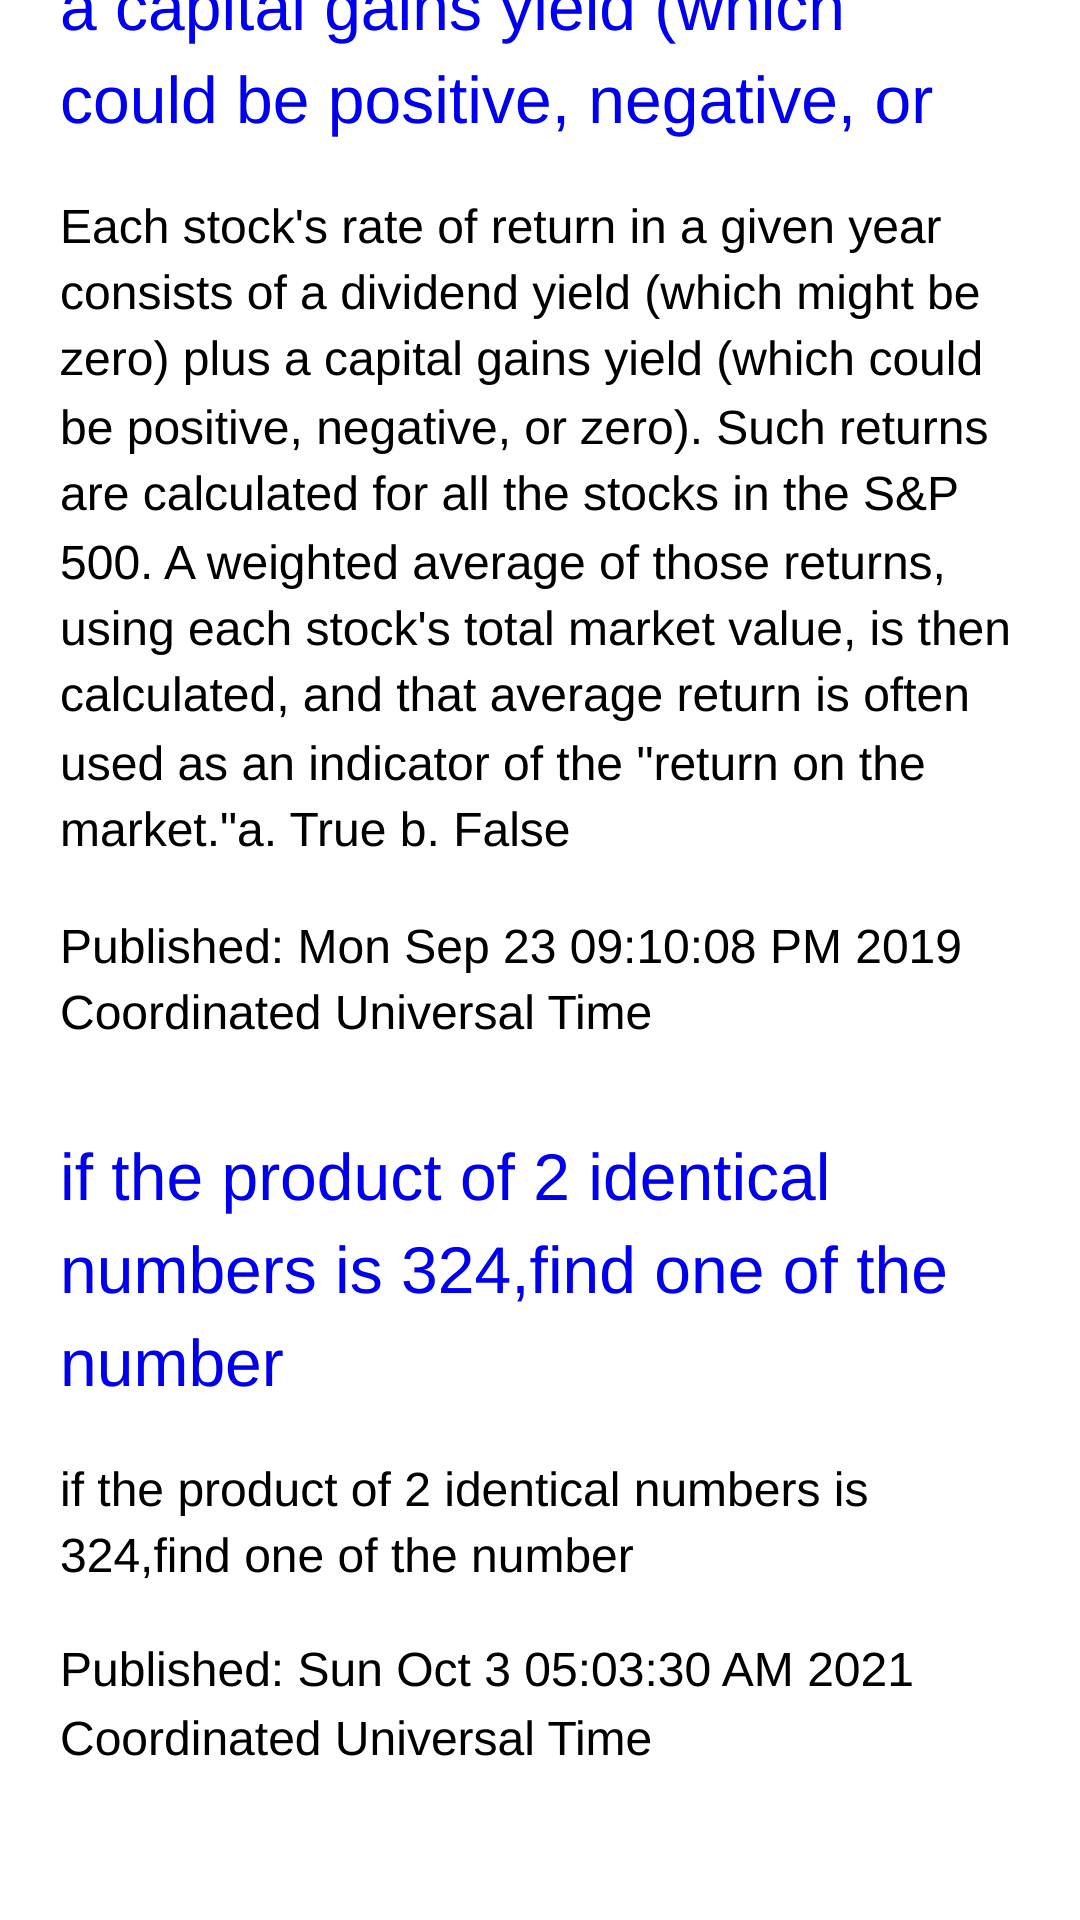 a capital gains yield (which
could be positive, negative, or
Each stock's rate of return in a given year
consists of a dividend yield (which might be
zero) plus a capital gains yield (which could
be positive, negative, or zero). Such returns
are calculated for all the stocks in the S&P
500. A weighted average of those returns,
using each stock's total market value, is then
calculated, and that average return is often
used as an indicator of the "return on the
market."a. True b. False
Published: Mon Sep 23 09:10:08 PM 2019
Coordinated Universal Time
if the product of 2 identical
numbers is 324,find one of the
number
if the product of 2 identical numbers is
324,find one of the number
Published: Sun Oct 3 05:03:30 AM 2021
Coordinated Universal Time